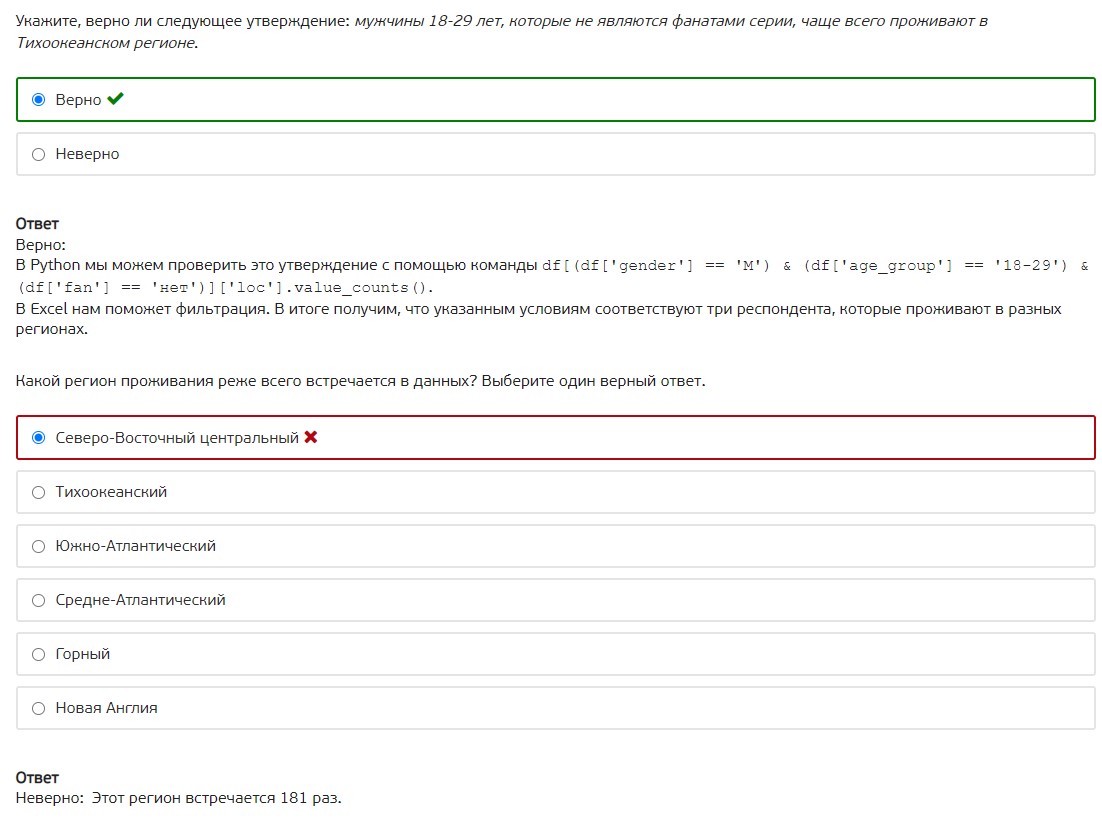 Укажите, верно ли следующее утверждение: мужчины 18-29 лет, которые не являются фанатами серии, чаще всего проживают в
Тихоокеанском регионе.
Верно
Неверно
Ответ
Верно:
В Python мы можем проверить это утверждение с помощью команды df[(df['gender'] == 'M') & (df['age_group'] == '18-29') &
(df['fan'] == 'нет')]['loc'].value_counts().
В Excel нам поможет фильтрация. В итоге получим, что указанным условиям соответствуют три респондента, которые проживают в разных
регионах.
Какой регион проживания реже всего встречается в данных? Выберите один верный ответ.
Северо-Восточный центральный
Тихоокеанский
Южно-Атлантический
Средне-Атлантический
Горный
Новая Англия
Ответ
Неверно: Этот регион встречается 181 раз.